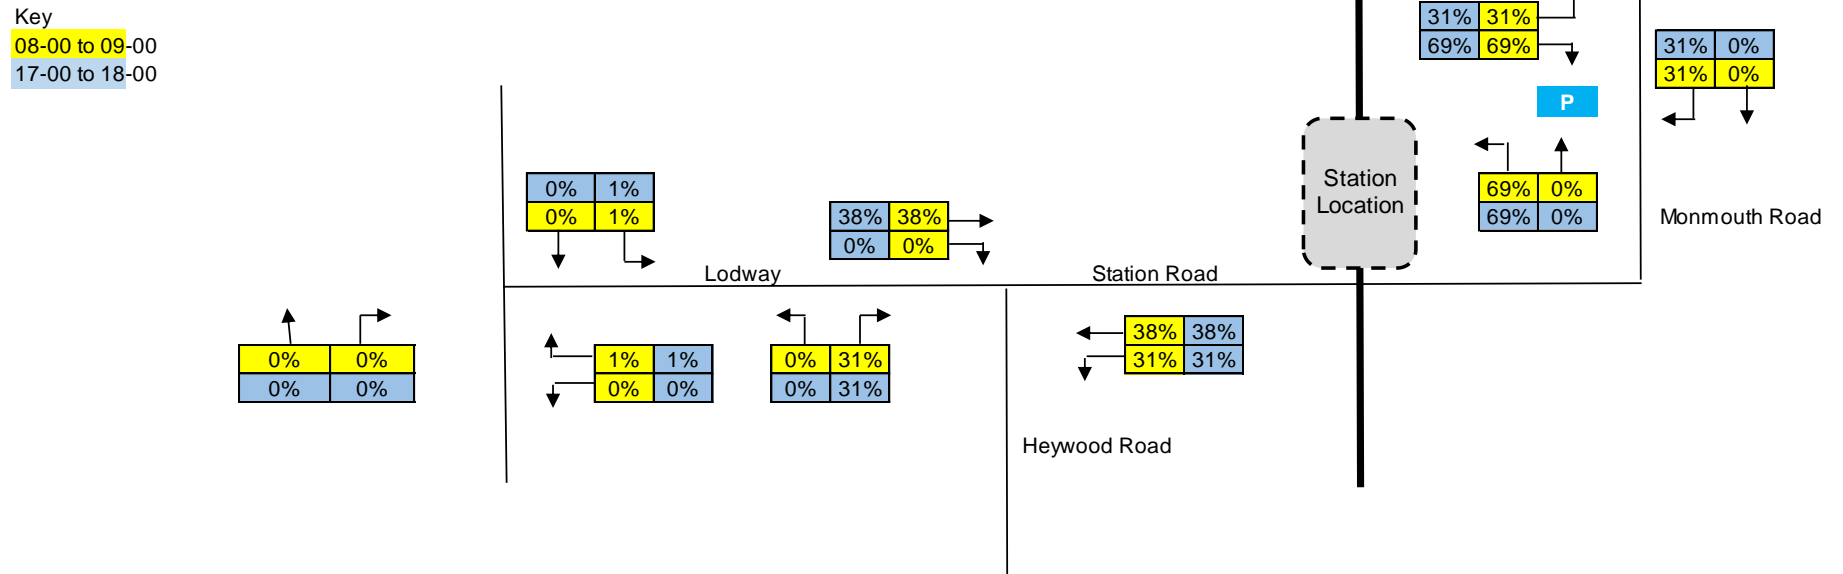 Key
08-00 to 09-00
17-00 to 18-00
31% 31%
69% 69%
31% 0%
31% 0%
P
0% 1%
0% 1%
38% 38%
0% 0%
Station
Location
69% 0%
69% 0%
Monmouth Road
Lodway
Station Road
0% 0%
0% 0%
1% 1%
0% 0%
0% 31%
0% 31%
38% 38%
31% 31%
Heywood Road